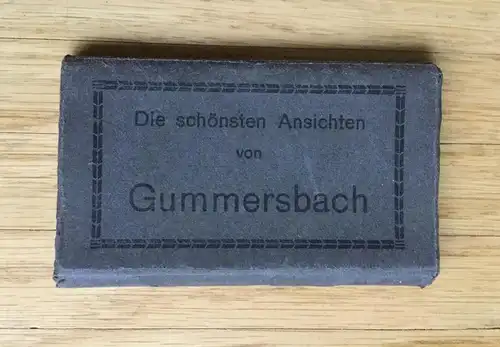 Die schönsten Ansichten
von
Gummersbach